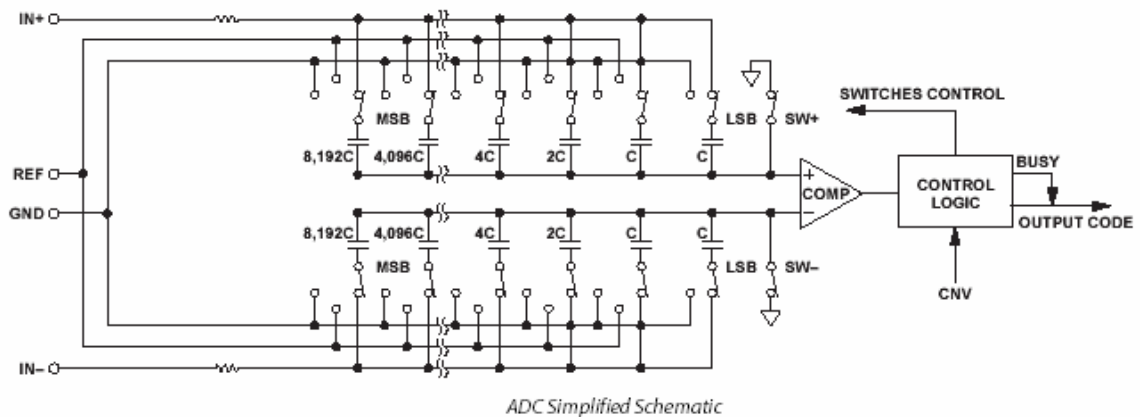 IN+
SWITCHES CONTROL
MSB
LSB
SW+
8,192C
4,096C
4C
2C
C
C
BUSY
REF
COMP
+
−
CONTROL
LOGIC
GND
OUTPUT CODE
8,192C
4,096C
4C
2C
C
C
MSB
LSB
SW−
CNV
IN−
ADC Simplified Schematic